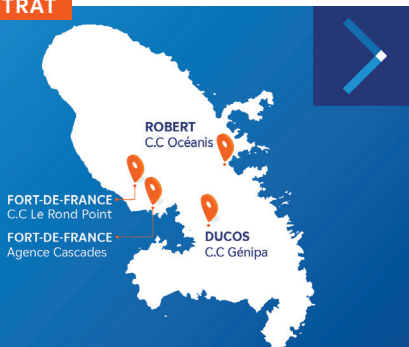 TRAT
ROBERT
C.C Océanis
FORT-DE-FRANCE
C.C Le Rond Point
FORT-DE-FRANCE
Agence Cascades
DUCOS
C.C Génipa